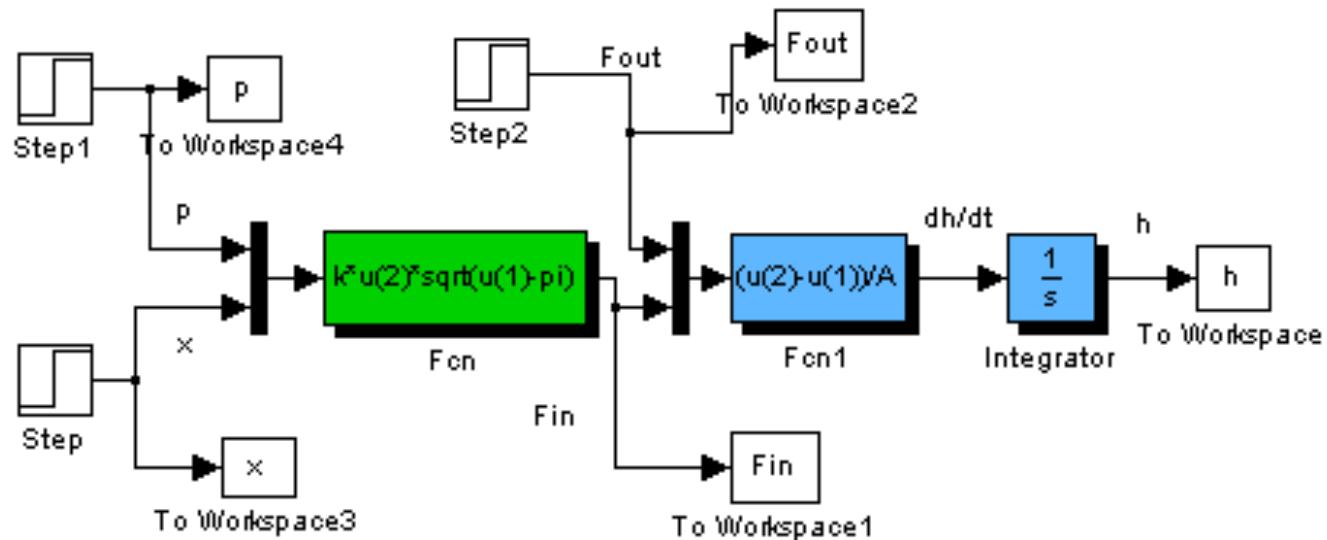 Fout
Fout
p
To Workspace2
Step1
To Workspace4
Step2
p
dh/dt
h
k*u(2)*sqrt(u(1)-pi)
(u(2)-u(1))/A
1
s
h
x
Fcn
Fcn1
Integrator
To Workspace
Step
Fin
x
Fin
To Workspace3
To Workspace1